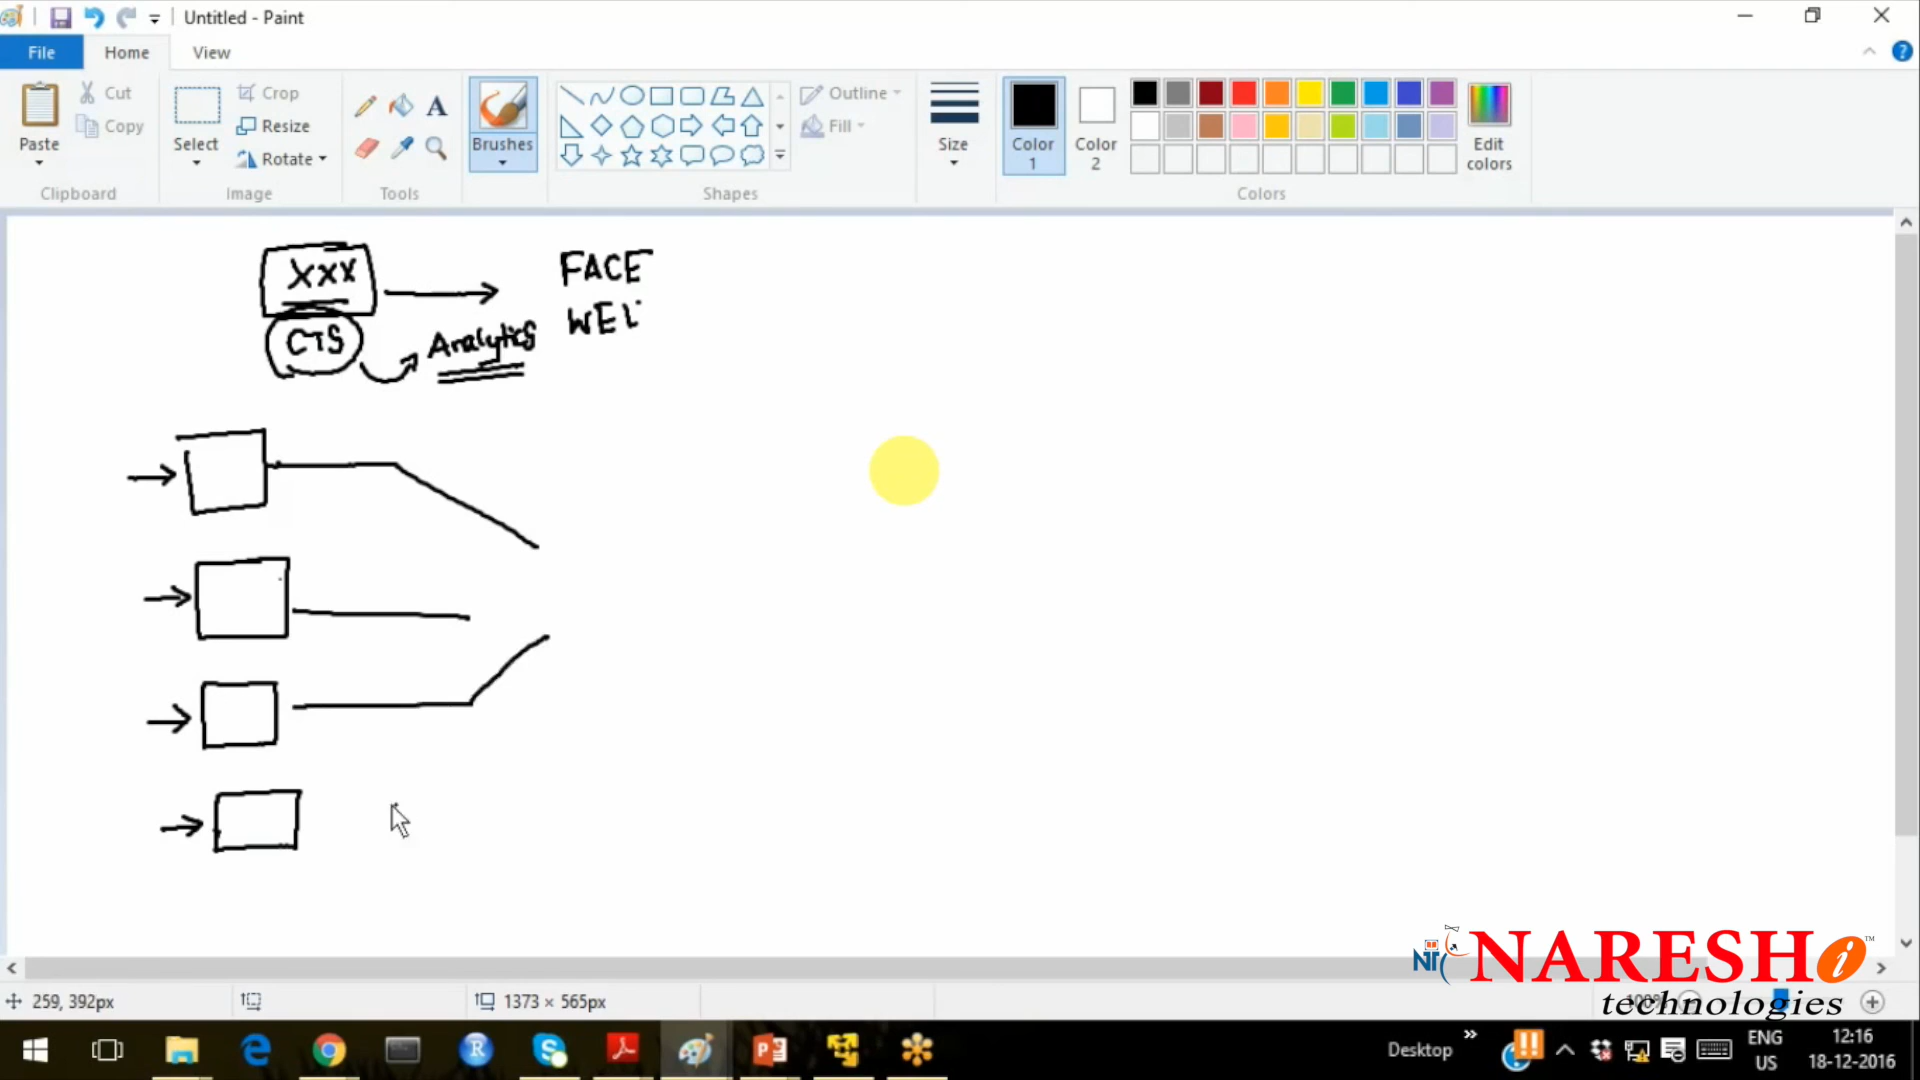 Untitled - Paint
File Home View
Paste
Cut
Copy
Clipboard
Select
Crop
Resize
Rotate
Image
Tools
Brushes
Outline
Fill
Shapes
Size
Color 1
Color 2
Edit colors
Colors
XXX
FACE
CTS
Analytics
WEL
NARESH i ™
technologies
259, 392px
1373 × 565px
100%
Desktop
ENG
US
12:16
18-12-2016